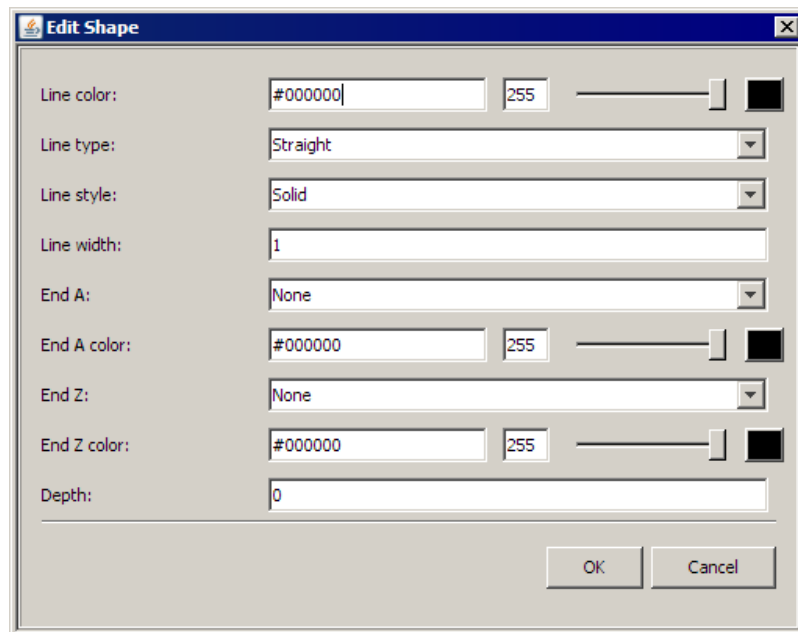 Edit Shape
Line color: #000000 255
Line type: Straight
Line style: Solid
Line width: 1
End A: None
End A color: #000000 255
End Z: None
End Z color: #000000 255
Depth: 0
OK Cancel